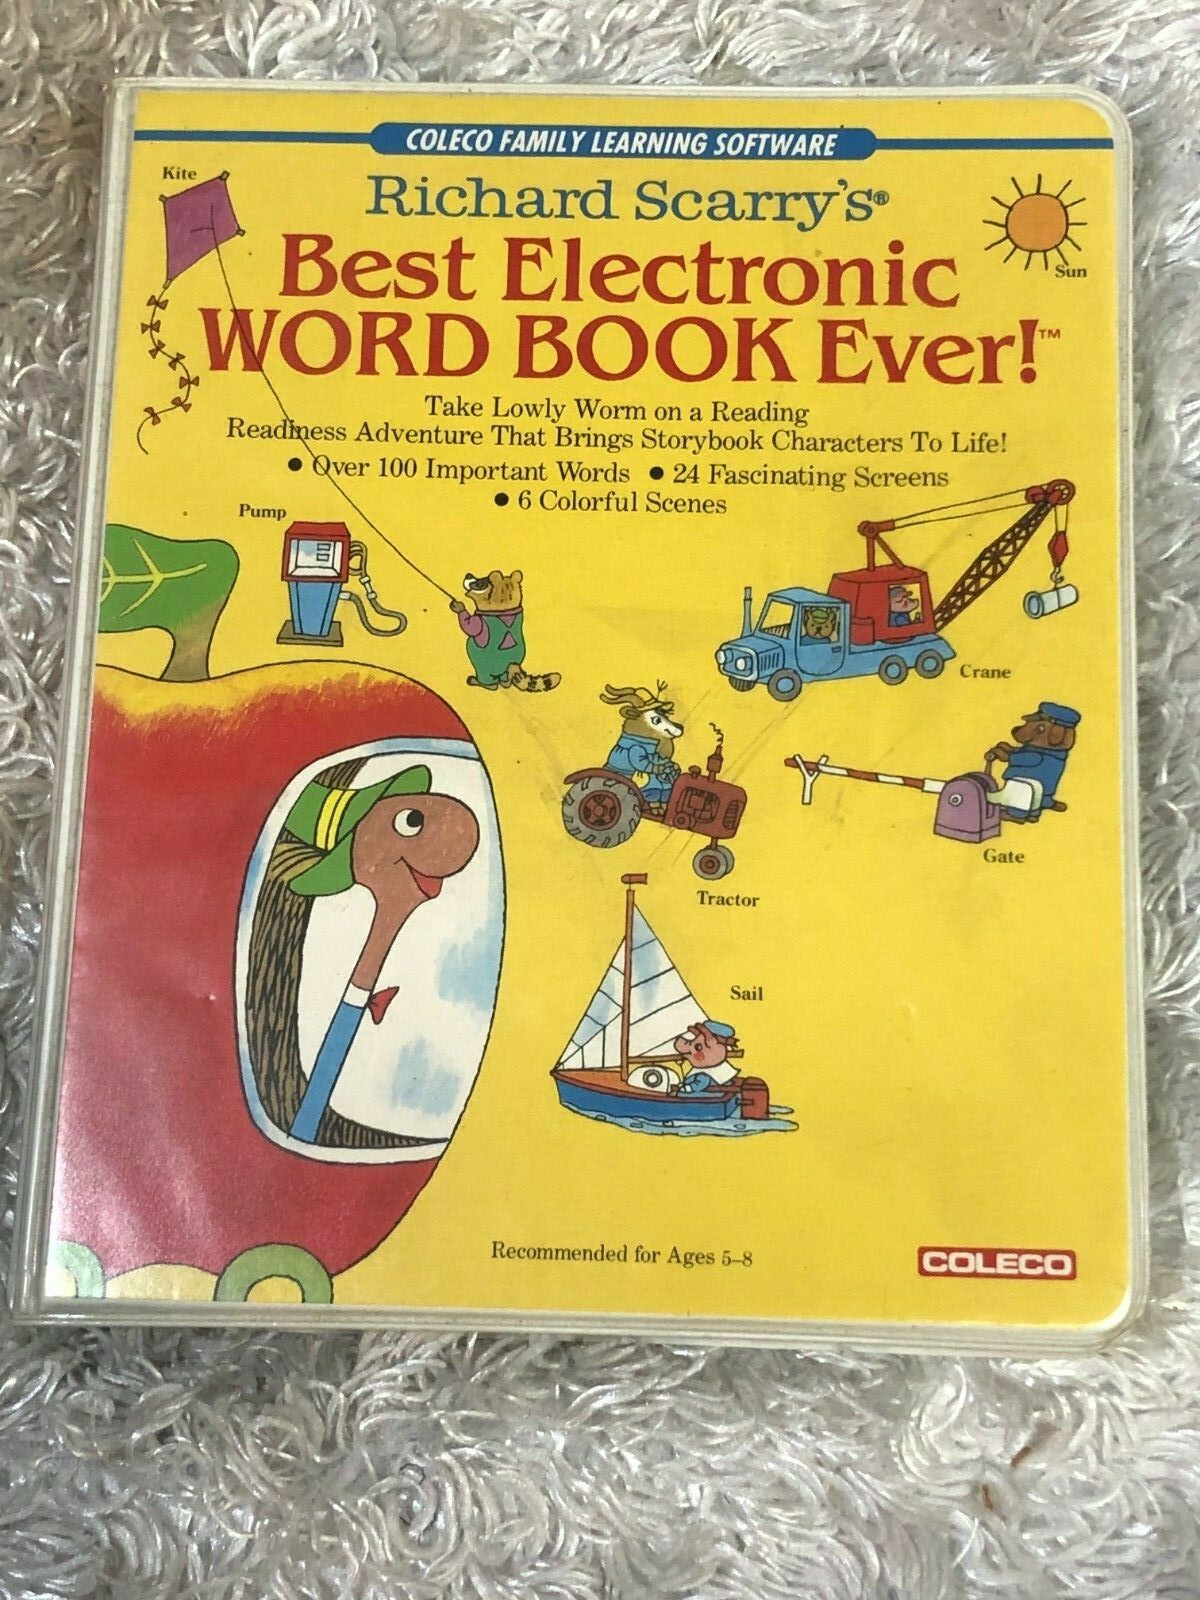 COLECO FAMILY LEARNING SOFTWARE
Kite
Richard Scarry's®
Sun
Best Electronic
WORD BOOK Ever!™
Take Lowly Worm on a Reading
Readiness Adventure That Brings Storybook Characters To Life!
• Over 100 Important Words • 24 Fascinating Screens
• 6 Colorful Scenes
Pump
Crane
Gate
Tractor
Sail
Recommended for Ages 5–8
COLECO